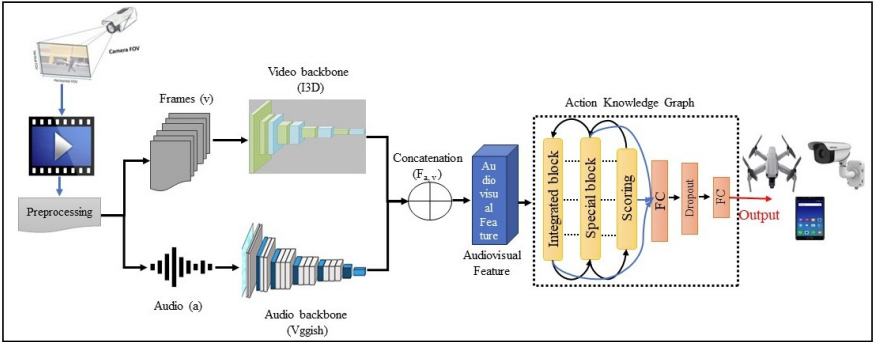 Camera FOV
Preprocessing
Frames (v)
Audio (a)
Video backbone
(I3D)
Audio backbone
(Vggish)
Concatenation
(Fa,v)
Au
dio
visu
al
Fea
ture
Audiovisual
Feature
Action Knowledge Graph
Integrated block
Special block
Scoring
FC
Dropout
FC
Output